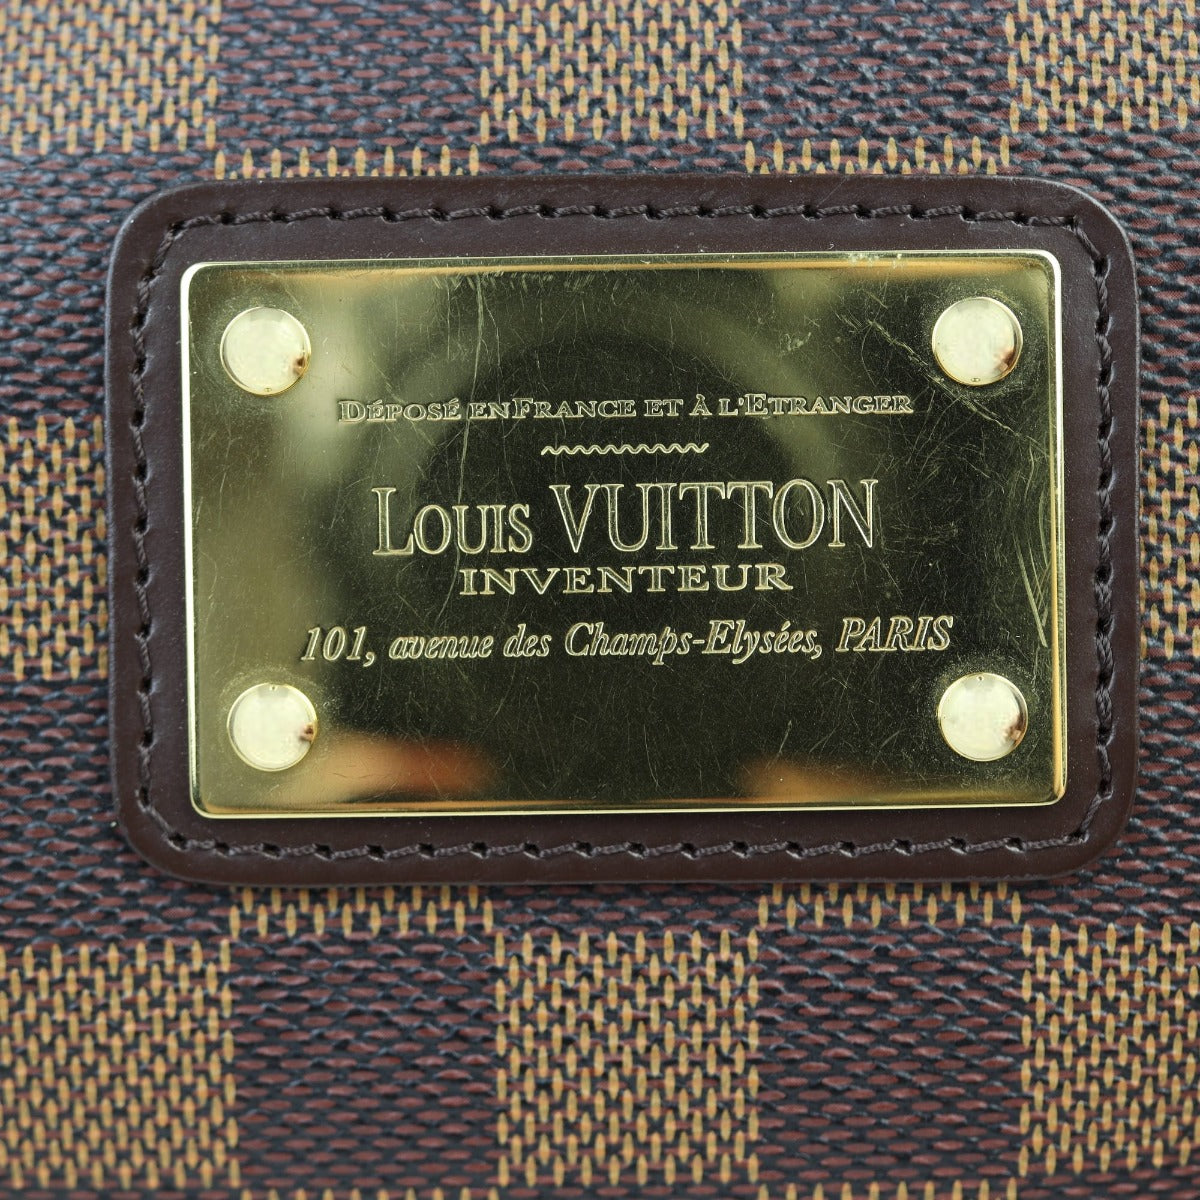 DÉPOSÉ EN FRANCE ET À L'ETRANGER
LOUIS VUITTON
INVENTEUR
101, avenue des Champs-Elysées, PARIS